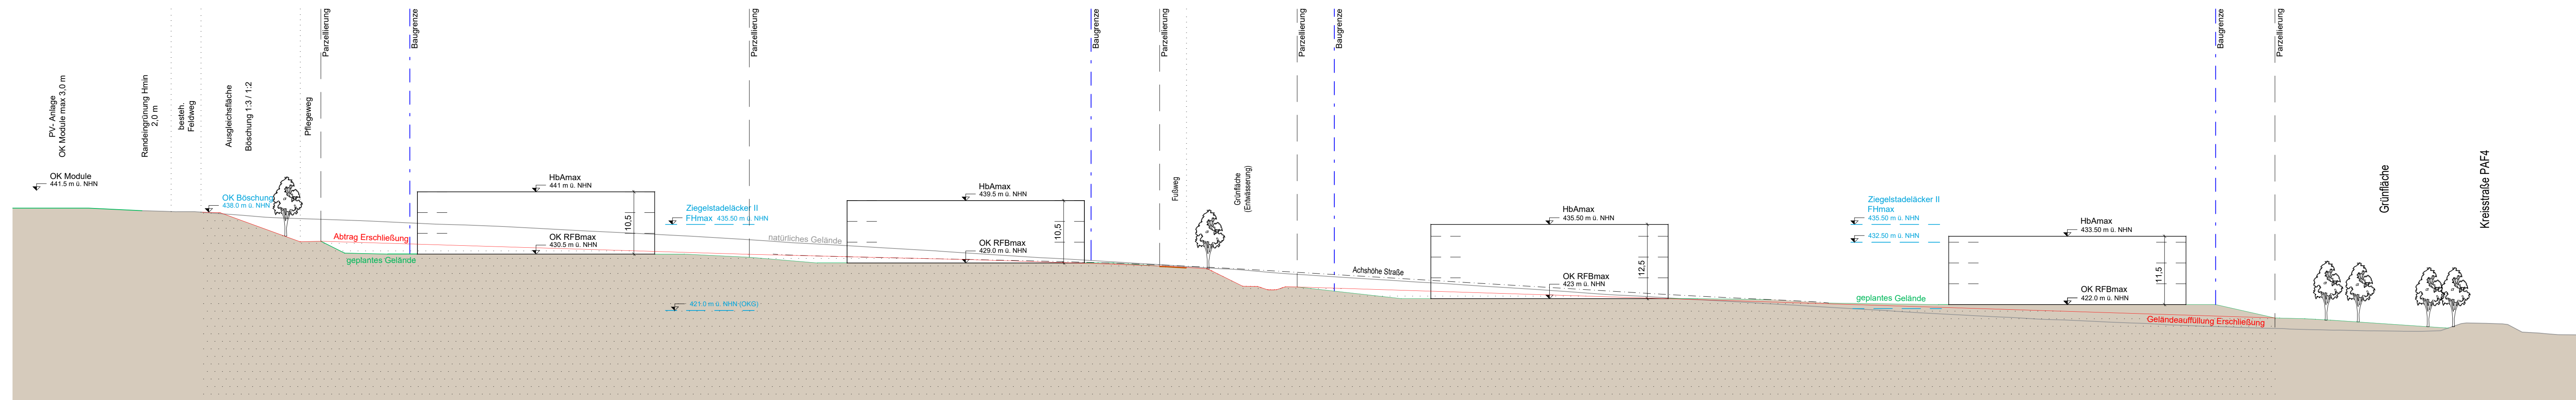 PV- Anlage
OK Module max 3,0 m
Randeingrünung Hmin
2,0 m
besteh.
Feldweg
Ausgleichsfläche
Böschung 1:3 / 1:2
Pflegeweg
Parzellierung
Baugrenze
Parzellierung
Baugrenze
Parzellierung
Fußweg
Grünfläche
(Entwässerung)
Parzellierung
Baugrenze
Baugrenze
Parzellierung
Grünfläche
Kreisstraße PAF4
OK Module
441.5 m ü. NHN
OK Böschung
438.0 m ü. NHN
Abtrag Erschließung
geplantes Gelände
HbAmax
441 m ü. NHN
10,5
OK RFBmax
430.5 m ü. NHN
Ziegelstadeläcker II
FHmax 435.50 m ü. NHN
421.0 m ü. NHN (OKG)
natürliches Gelände
HbAmax
439.5 m ü. NHN
10,5
OK RFBmax
429.0 m ü. NHN
Achshöhe Straße
HbAmax
435.50 m ü. NHN
12,5
OK RFBmax
423 m ü. NHN
Ziegelstadeläcker II
FHmax
435.50 m ü. NHN
432.50 m ü. NHN
geplantes Gelände
HbAmax
433.50 m ü. NHN
11,5
OK RFBmax
422.0 m ü. NHN
Geländeauffüllung Erschließung